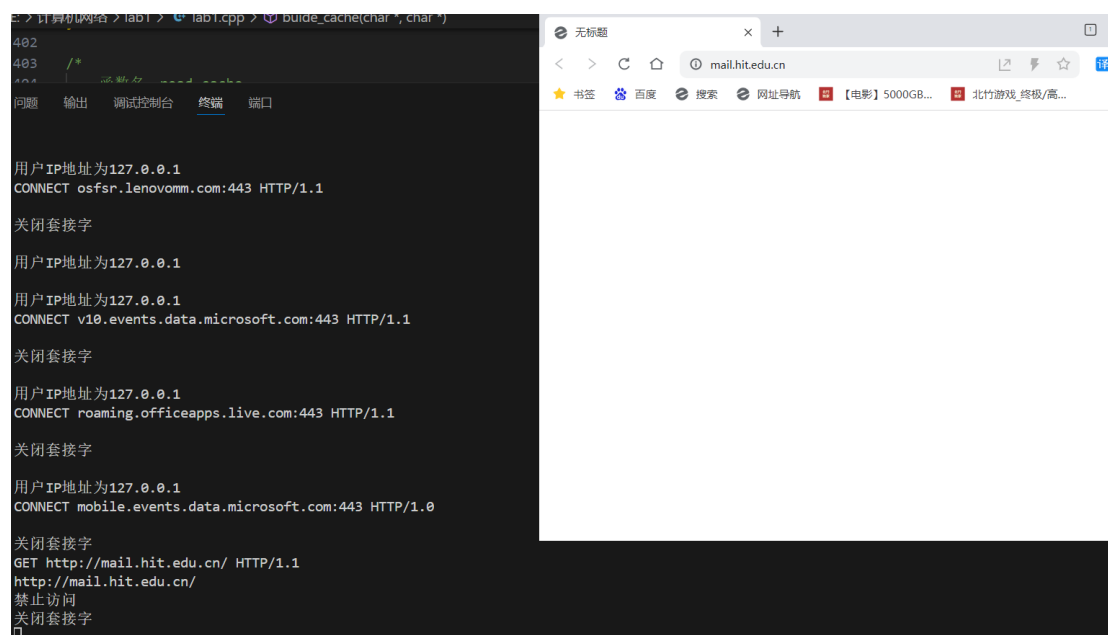 E: > 计算机网络 > lab1 > lab1.cpp > buide_cache(char *, char *)
402
403 /*
404 函数名 read_cache
问题 输出 调试控制台 终端 端口
用户IP地址为127.0.0.1
CONNECT osfsr.lenovomm.com:443 HTTP/1.1
关闭套接字
用户IP地址为127.0.0.1
用户IP地址为127.0.0.1
CONNECT v10.events.data.microsoft.com:443 HTTP/1.1
关闭套接字
用户IP地址为127.0.0.1
CONNECT roaming.officeapps.live.com:443 HTTP/1.1
关闭套接字
用户IP地址为127.0.0.1
CONNECT mobile.events.data.microsoft.com:443 HTTP/1.0
关闭套接字
GET http://mail.hit.edu.cn/ HTTP/1.1
http://mail.hit.edu.cn/
禁止访问
关闭套接字
无标题
1
mail.hit.edu.cn
译
书签 百度 搜索 网址导航 【电影】5000GB... 北竹游戏_终极/高...